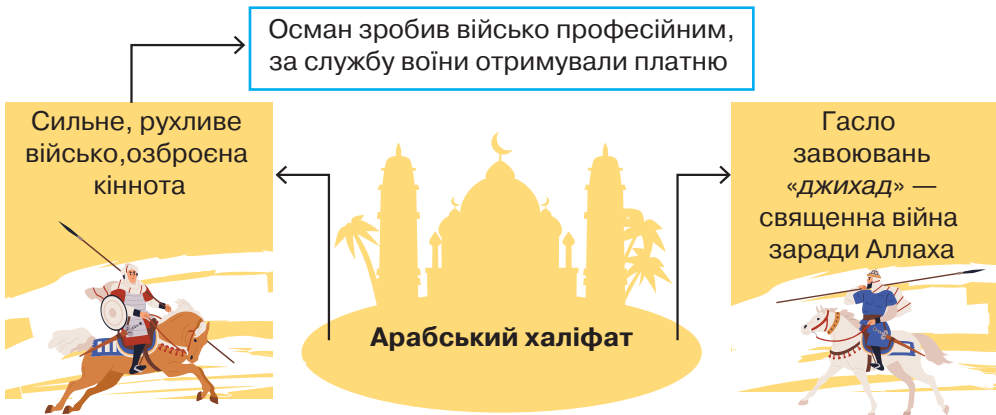 Осман зробив військо професійним,
за службу воїни отримували платню
Сильне, рухливе
військо,озброєна
кіннота
Гасло
завоювань
«джихад» —
священна війна
заради Аллаха
Арабський халіфат